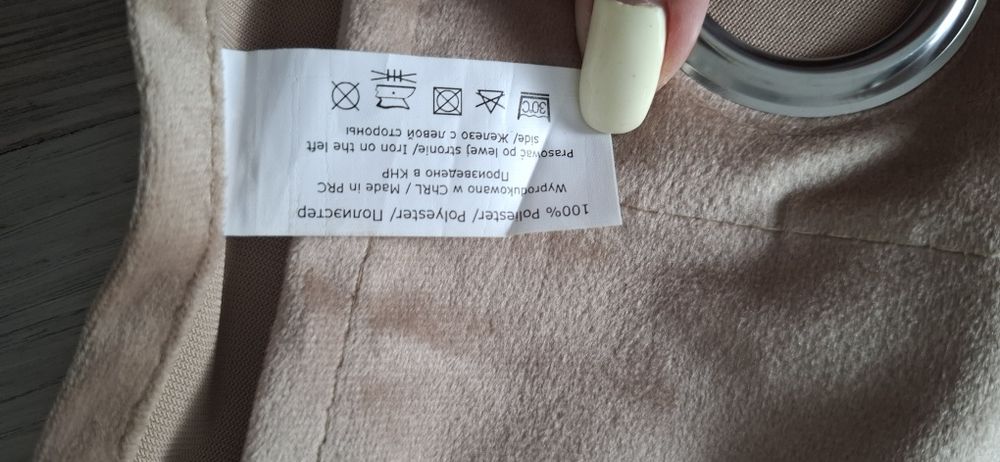 100% Poliester/ Polyester/ Полиэстер
Wyprodukowano w ChRL / Made in PRC
Произведено в КНР
Prasować po lewej stronie/ Iron on the left
side/ Железо с левой стороны
30°C